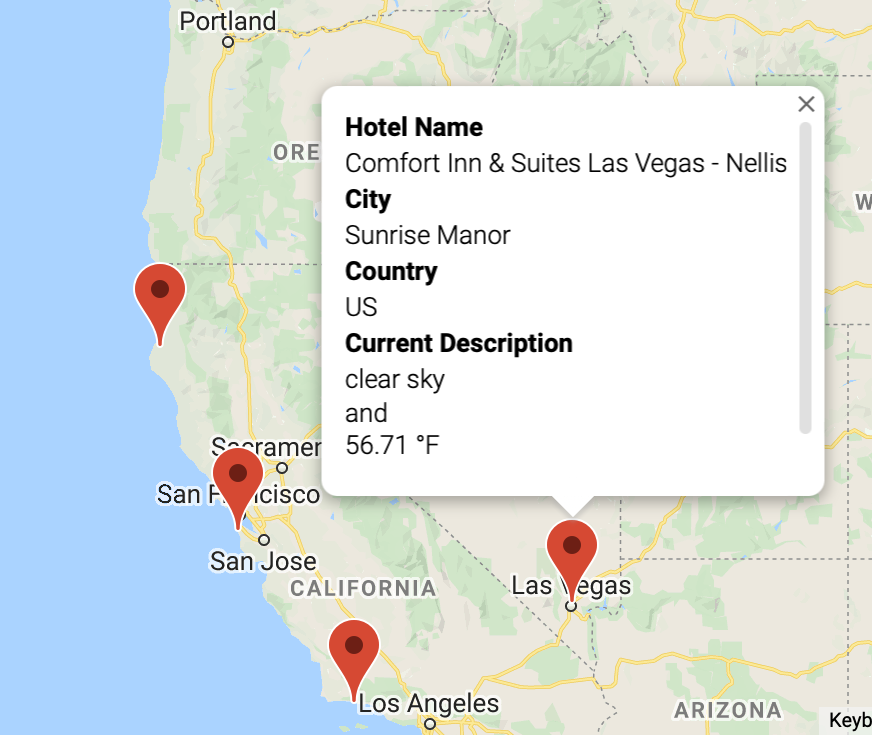 Portland
ORE
Hotel Name
Comfort Inn & Suites Las Vegas - Nellis
City
Sunrise Manor
Country
US
Current Description
clear sky
and
56.71 °F
W
Sacramen
San Francisco
San Jose
CALIFORNIA
Las Vegas
Los Angeles
ARIZONA
Keyb